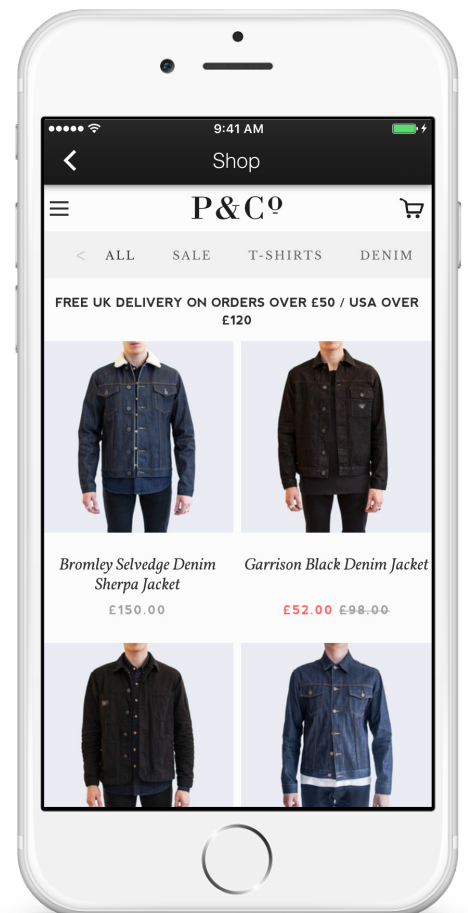 9:41 AM
Shop
P&Cº
< ALL SALE T-SHIRTS DENIM
FREE UK DELIVERY ON ORDERS OVER £50 / USA OVER
£120
Bromley Selvedge Denim
Sherpa Jacket
£150.00
Garrison Black Denim Jacket
£52.00 £98.00